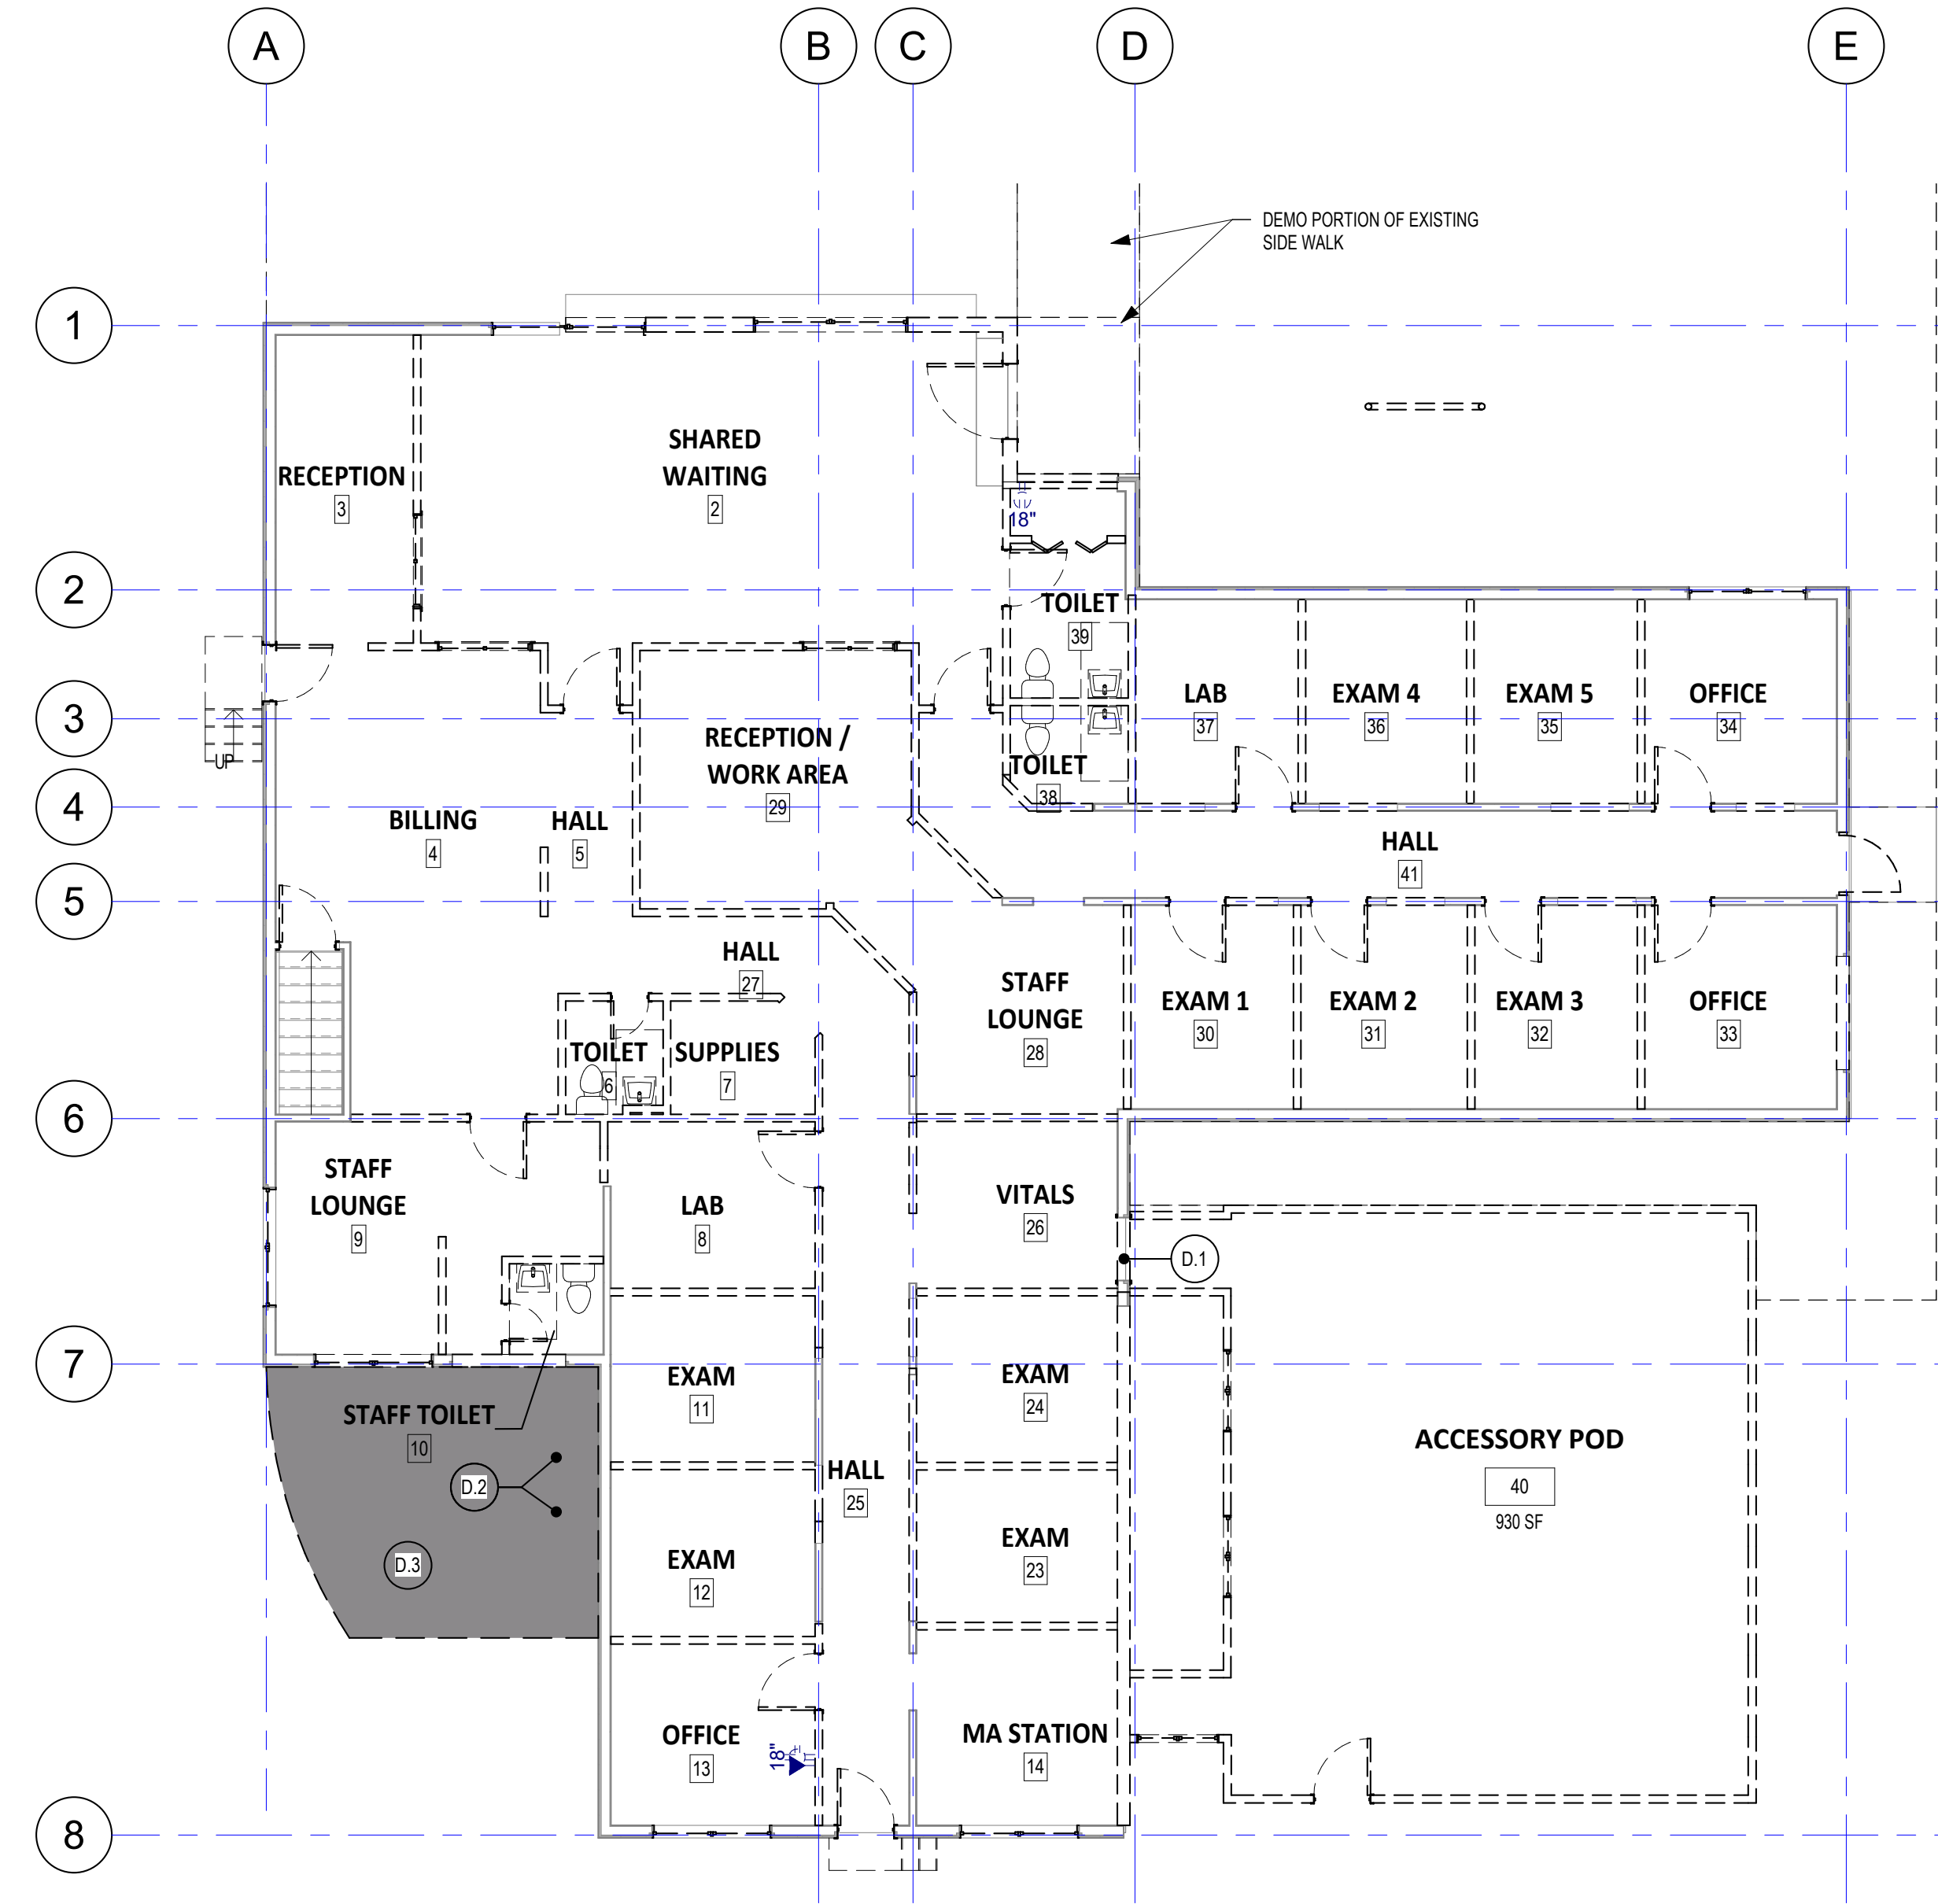 A
B
C
D
E
DEMO PORTION OF EXISTING
SIDE WALK
1
SHARED
WAITING
2
RECEPTION
3
18"
2
TOILET
39
3
LAB
37
EXAM 4
36
EXAM 5
35
OFFICE
34
UP
RECEPTION /
WORK AREA
29
TOILET
38
4
BILLING
4
HALL
5
HALL
41
5
HALL
27
STAFF
LOUNGE
28
EXAM 1
30
EXAM 2
31
EXAM 3
32
OFFICE
33
TOILET
6
SUPPLIES
7
6
STAFF
LOUNGE
9
LAB
8
VITALS
26
D.1
7
EXAM
11
EXAM
24
STAFF TOILET
10
ACCESSORY POD
40
930 SF
D.2
HALL
25
D.3
EXAM
12
EXAM
23
OFFICE
13
18"
MA STATION
14
8